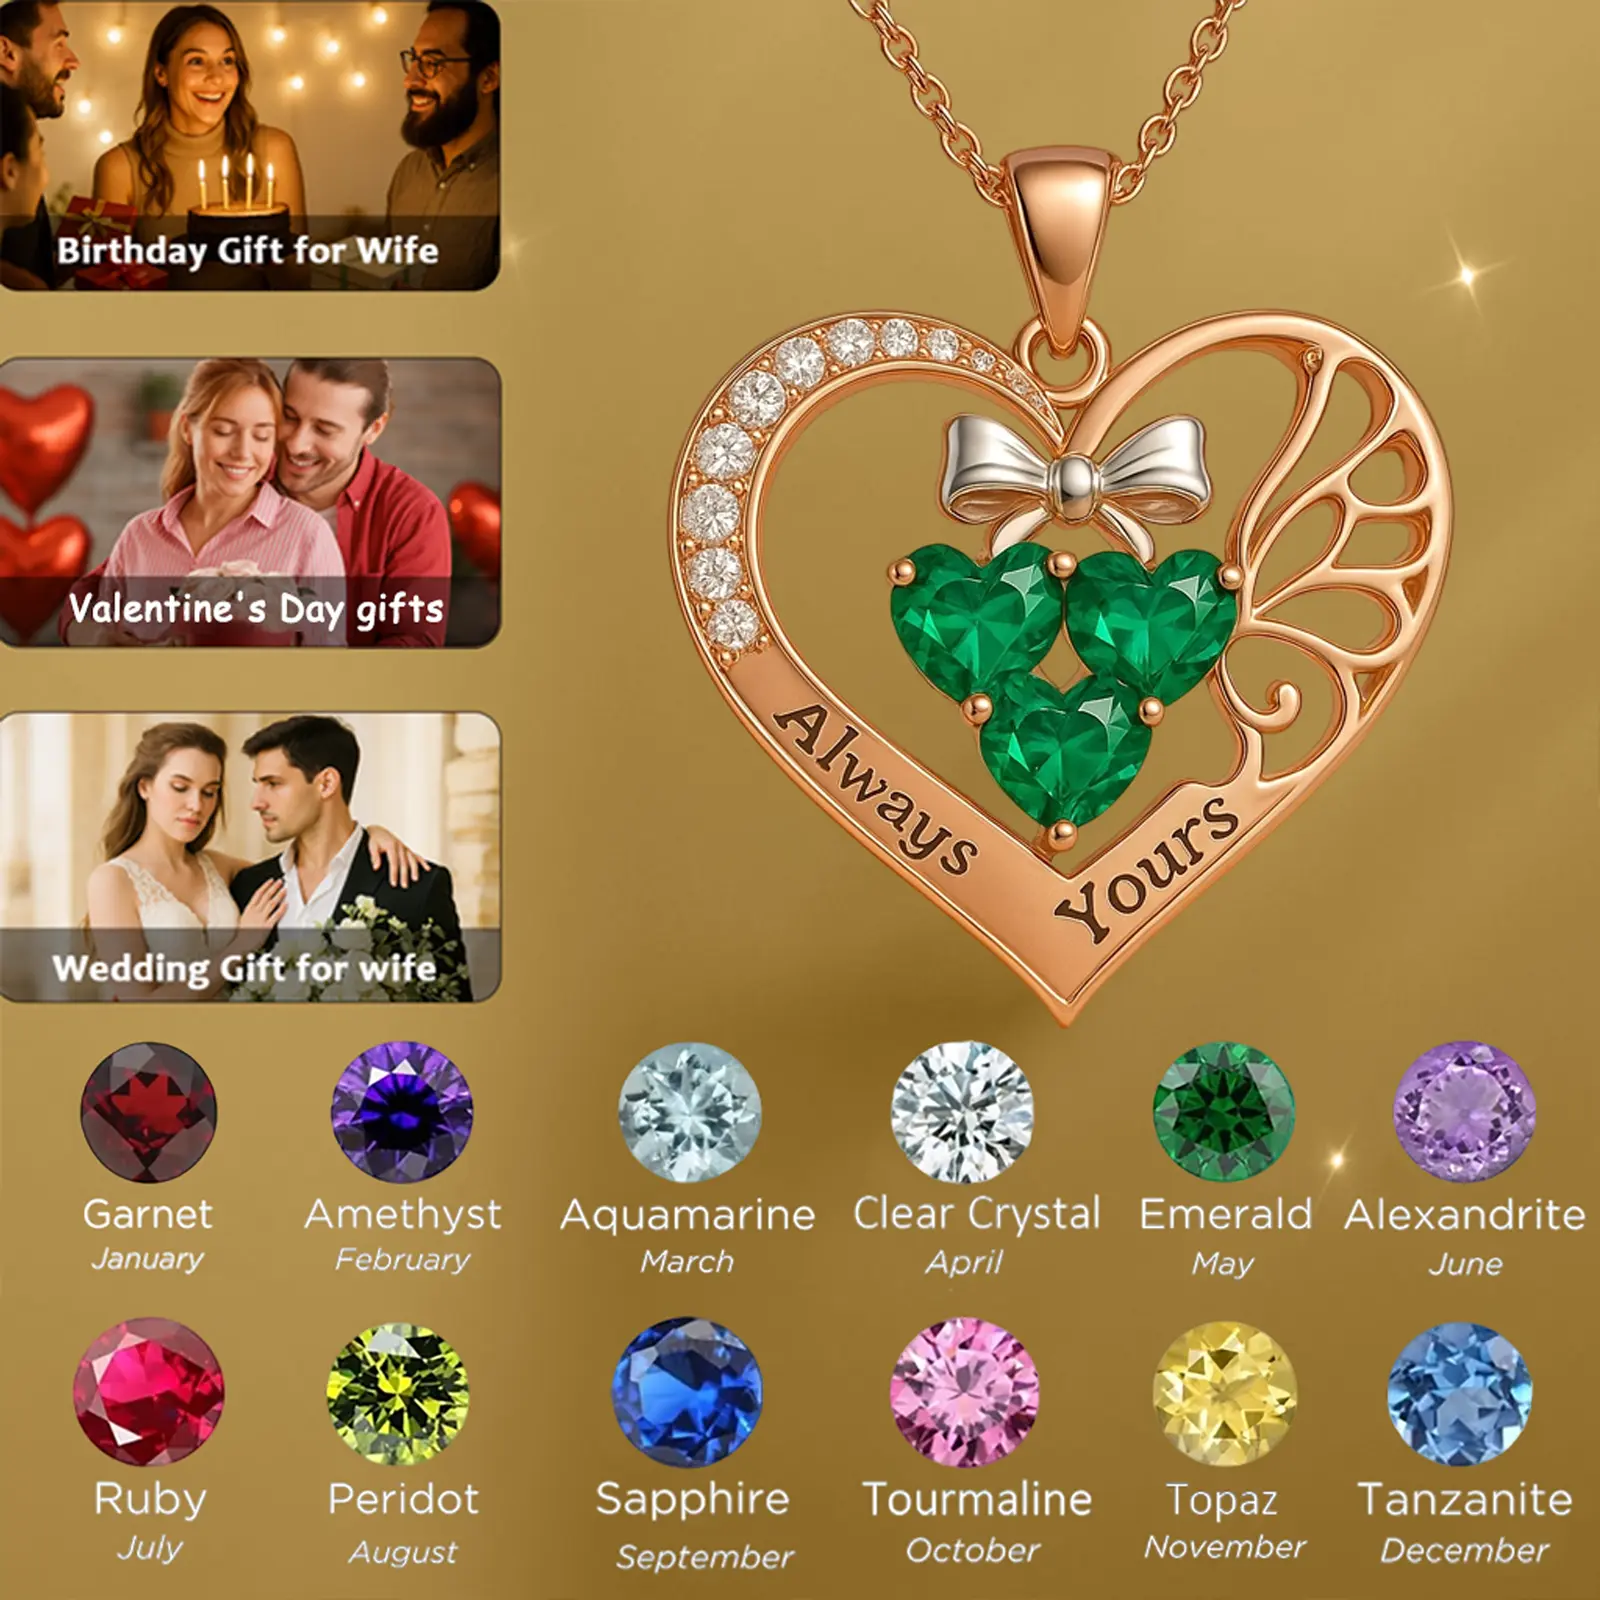 Birthday Gift for Wife
Valentine's Day gifts
Wedding Gift for wife
Always
Yours
Garnet
January
Amethyst
February
Aquamarine
March
Clear Crystal
April
Emerald
May
Alexandrite
June
Ruby
July
Peridot
August
Sapphire
September
Tourmaline
October
Topaz
November
Tanzanite
December